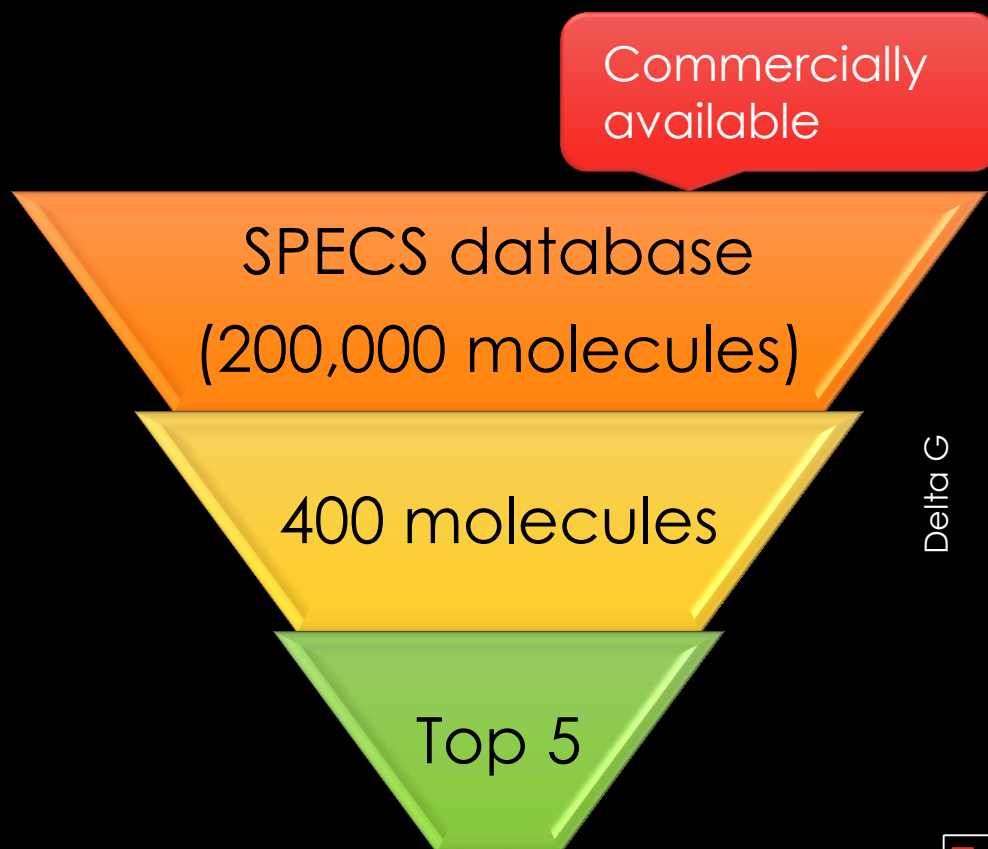 Commercially
available
SPECS database
(200,000 molecules)
400 molecules
Delta G
Top 5